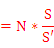 = N * S/S'